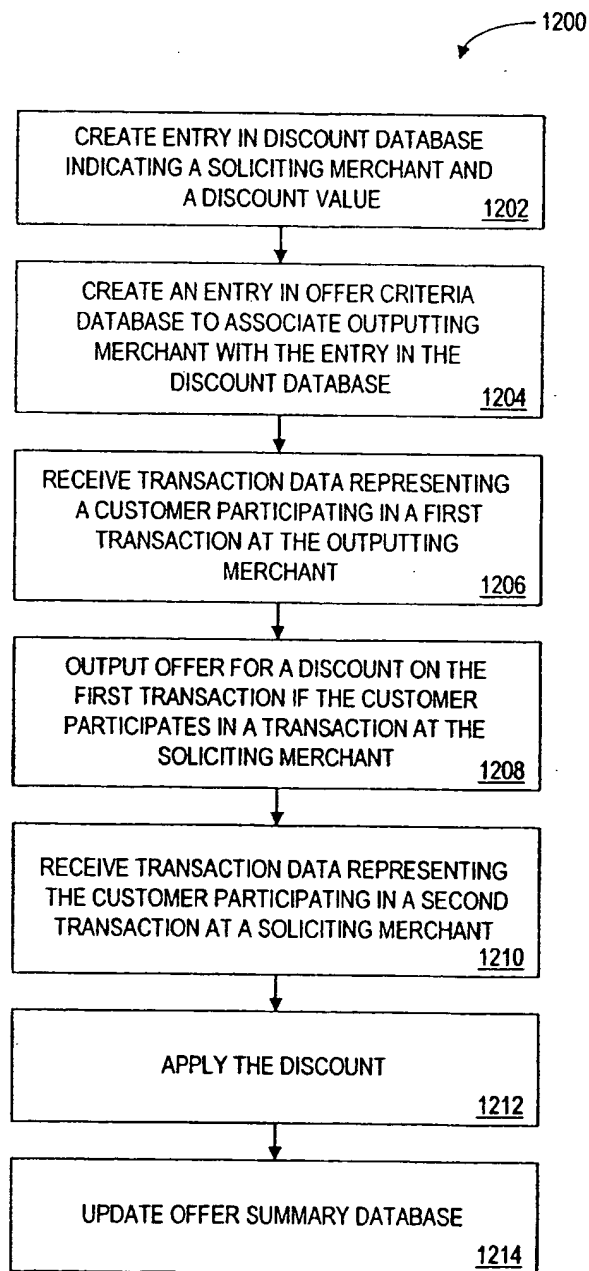 1200
CREATE ENTRY IN DISCOUNT DATABASE
INDICATING A SOLICITING MERCHANT AND
A DISCOUNT VALUE
1202
CREATE AN ENTRY IN OFFER CRITERIA
DATABASE TO ASSOCIATE OUTPUTTING
MERCHANT WITH THE ENTRY IN THE
DISCOUNT DATABASE
1204
RECEIVE TRANSACTION DATA REPRESENTING
A CUSTOMER PARTICIPATING IN A FIRST
TRANSACTION AT THE OUTPUTTING
MERCHANT
1206
OUTPUT OFFER FOR A DISCOUNT ON THE
FIRST TRANSACTION IF THE CUSTOMER
PARTICIPATES IN A TRANSACTION AT THE
SOLICITING MERCHANT
1208
RECEIVE TRANSACTION DATA REPRESENTING
THE CUSTOMER PARTICIPATING IN A SECOND
TRANSACTION AT A SOLICITING MERCHANT
1210
APPLY THE DISCOUNT
1212
UPDATE OFFER SUMMARY DATABASE
1214